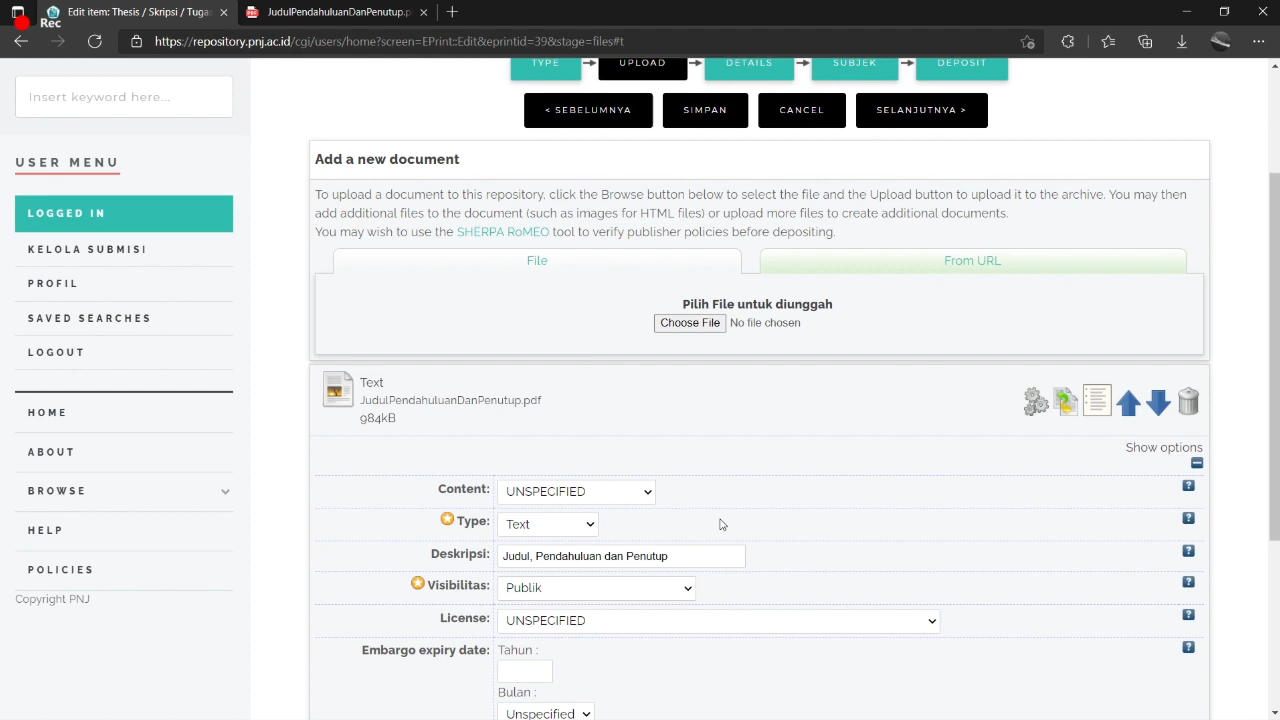 Rec
Edit item: Thesis / Skripsi / Tugas
JudulPendahuluanDanPenutup.p
https://repository.pnj.ac.id/cgi/users/home?screen=EPrint::Edit&eprintid=39&stage=files#t
TYPE
UPLOAD
DETAILS
SUBJEK
DEPOSIT
Insert keyword here...
< SEBELUMNYA
SIMPAN
CANCEL
SELANJUTNYA >
USER MENU
LOGGED IN
KELOLA SUBMISI
PROFIL
SAVED SEARCHES
LOGOUT
HOME
ABOUT
BROWSE
HELP
POLICIES
Copyright PNJ
Add a new document
To upload a document to this repository, click the Browse button below to select the file and the Upload button to upload it to the archive. You may then
add additional files to the document (such as images for HTML files) or upload more files to create additional documents.
You may wish to use the SHERPA RoMEO tool to verify publisher policies before depositing.
File
From URL
Pilih File untuk diunggah
Choose File No file chosen
Text
JudulPendahuluanDanPenutup.pdf
984kB
Show options
Content: UNSPECIFIED
Type: Text
Deskripsi: Judul, Pendahuluan dan Penutup
Visibilitas: Publik
License: UNSPECIFIED
Embargo expiry date: Tahun :
Bulan :
Unspecified